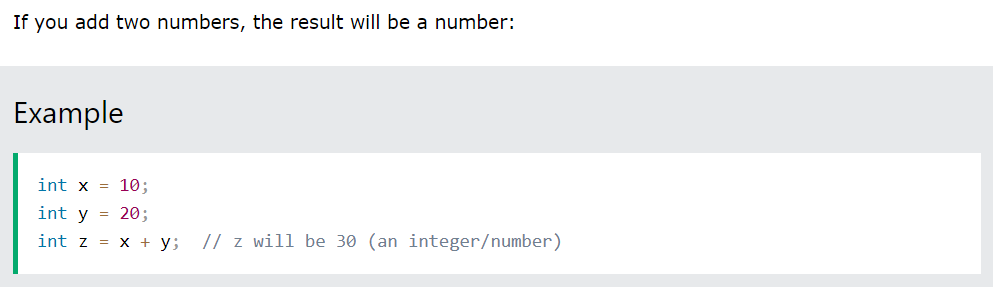 If you add two numbers, the result will be a number:
Example
int x = 10;
int y = 20;
int z = x + y;  // z will be 30 (an integer/number)